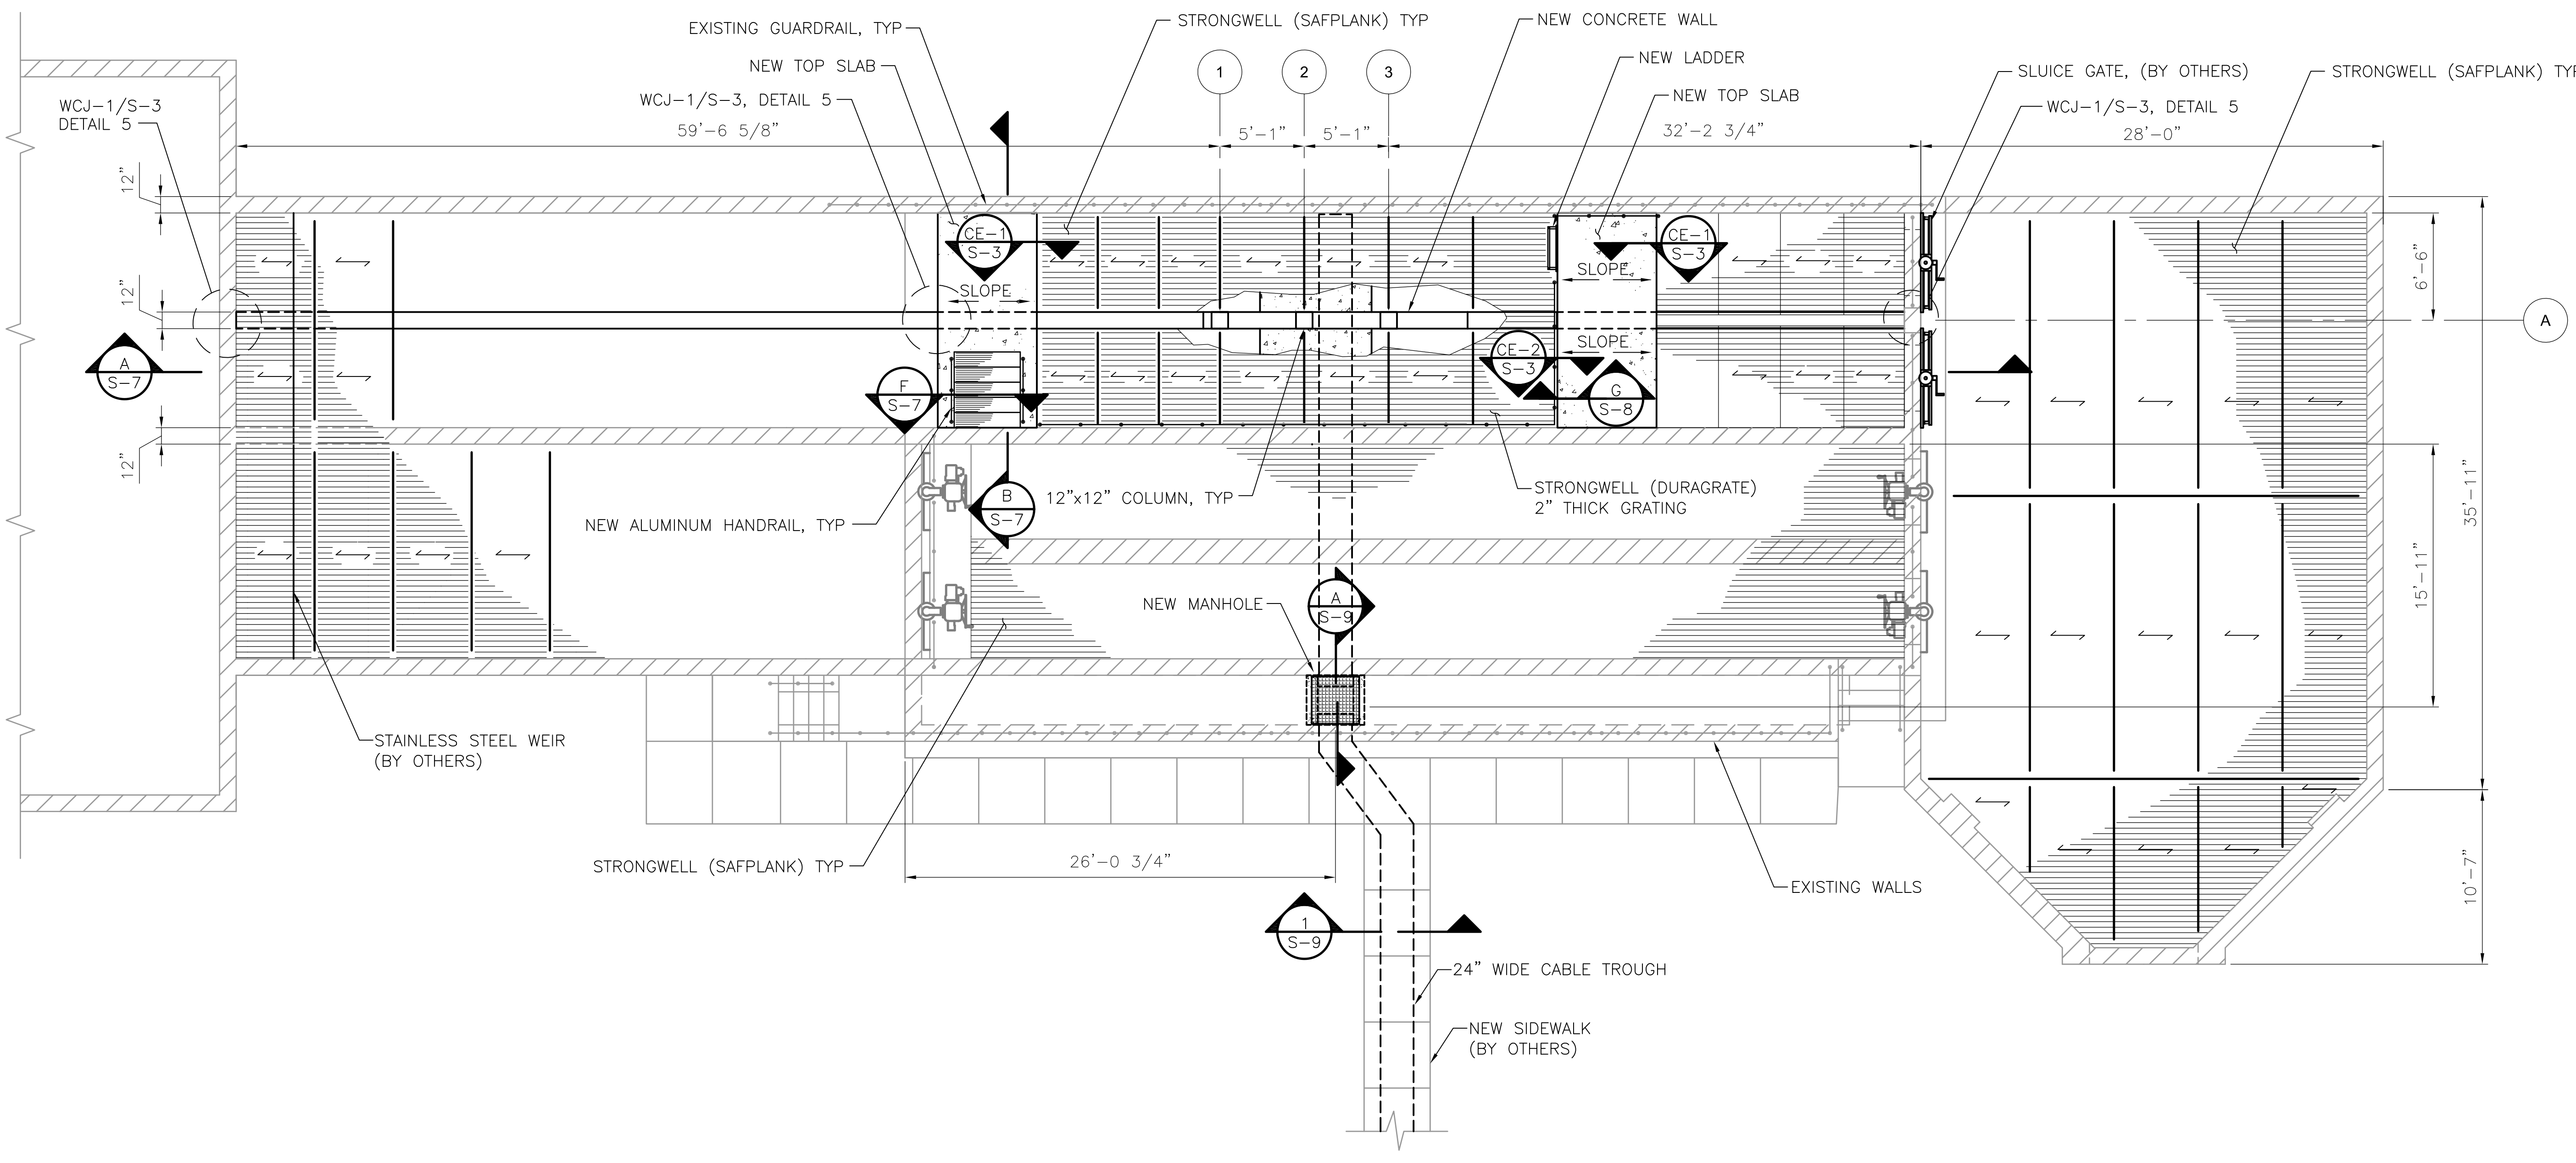 EXISTING GUARDRAIL, TYP
STRONGWELL (SAFPLANK) TYP
NEW CONCRETE WALL
NEW TOP SLAB
NEW LADDER
1
2
3
SLUICE GATE, (BY OTHERS)
STRONGWELL (SAFPLANK) TYP
WCJ-1/S-3
DETAIL 5
WCJ-1/S-3, DETAIL 5
NEW TOP SLAB
WCJ-1/S-3, DETAIL 5
59'-6 5/8"
5'-1"
5'-1"
32'-2 3/4"
28'-0"
12"
CE-1
S-3
CE-1
S-3
6'-6"
SLOPE
SLOPE
12"
A
SLOPE
CE-2
S-3
A
S-7
F
S-7
G
S-8
12"
35'-11"
STRONGWELL (DURAGRATE)
2" THICK GRATING
12"x12" COLUMN, TYP
B
S-7
NEW ALUMINUM HANDRAIL, TYP
15'-11"
NEW MANHOLE
A
S-9
STAINLESS STEEL WEIR
(BY OTHERS)
STRONGWELL (SAFPLANK) TYP
26'-0 3/4"
EXISTING WALLS
10'-7"
1
S-9
24" WIDE CABLE TROUGH
NEW SIDEWALK
(BY OTHERS)